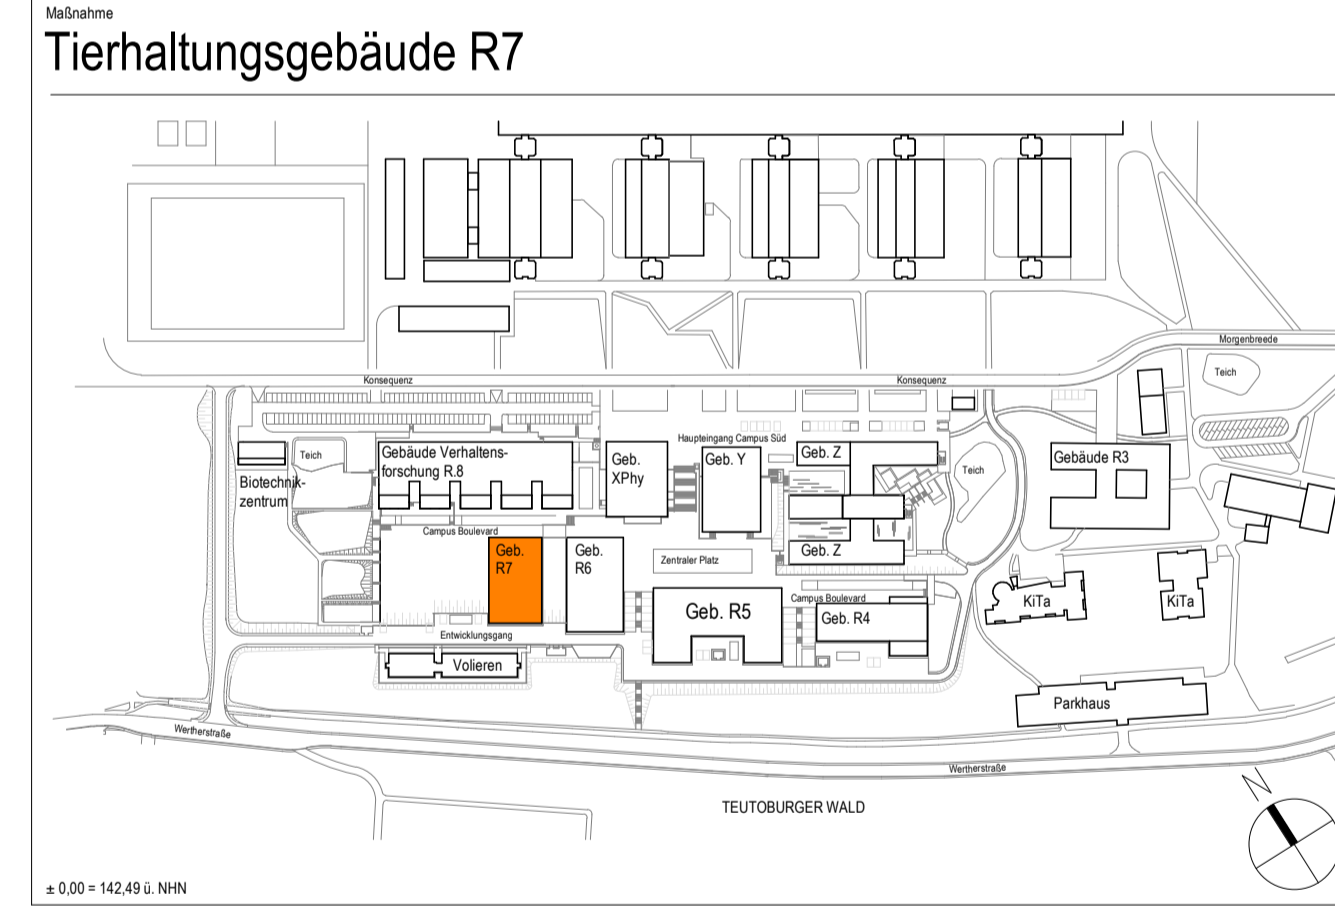 Maßnahme
Tierhaltungsgebäude R7
Morgenbreede
Konsequenz
Konsequenz
Teich
Haupteingang Campus Süd
Teich
Biotechnik-
zentrum
Gebäude Verhaltens-
forschung R.8
Geb.
XPhy
Geb. Y
Geb. Z
Teich
Gebäude R3
Campus Boulevard
Geb.
R7
Geb.
R6
Zentraler Platz
Geb. Z
Campus Boulevard
KiTa
KiTa
Geb. R5
Geb. R4
Entwicklungsgang
Volieren
Parkhaus
Wertherstraße
Wertherstraße
TEUTOBURGER WALD
N
± 0,00 = 142,49 ü. NHN